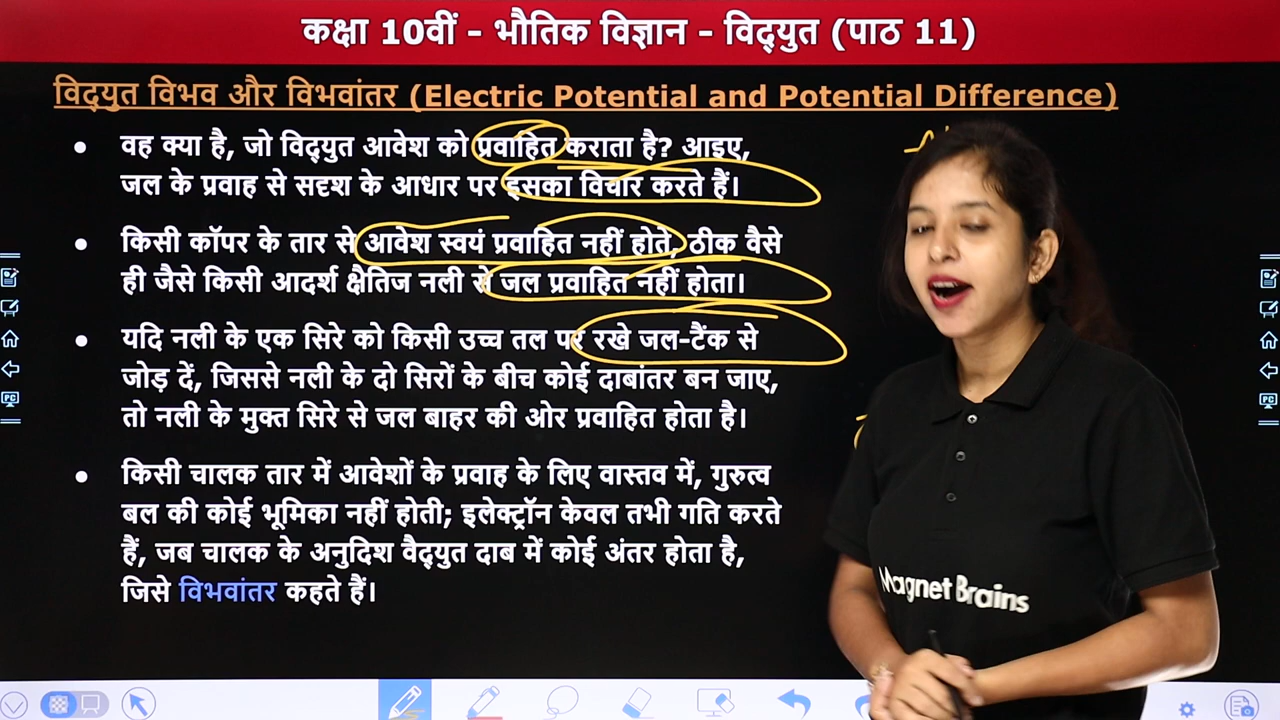 कक्षा 10वीं - भौतिक विज्ञान - विद्युत (पाठ 11)
विद्युत विभव और विभवांतर (Electric Potential and Potential Difference)
• वह क्या है, जो विद्युत आवेश को प्रवाहित कराता है? आइए,
जल के प्रवाह से सदृश के आधार पर इसका विचार करते हैं।
• किसी कॉपर के तार से आवेश स्वयं प्रवाहित नहीं होते, ठीक वैसे
ही जैसे किसी आदर्श क्षैतिज नली से जल प्रवाहित नहीं होता।
• यदि नली के एक सिरे को किसी उच्च तल पर रखे जल-टैंक से
जोड़ दें, जिससे नली के दो सिरों के बीच कोई दाबांतर बन जाए,
तो नली के मुक्त सिरे से जल बाहर की ओर प्रवाहित होता है।
• किसी चालक तार में आवेशों के प्रवाह के लिए वास्तव में, गुरुत्व
बल की कोई भूमिका नहीं होती; इलेक्ट्रॉन केवल तभी गति करते
हैं, जब चालक के अनुदिश वैद्युत दाब में कोई अंतर होता है,
जिसे विभवांतर कहते हैं।
Magnet Brains
PC
PC